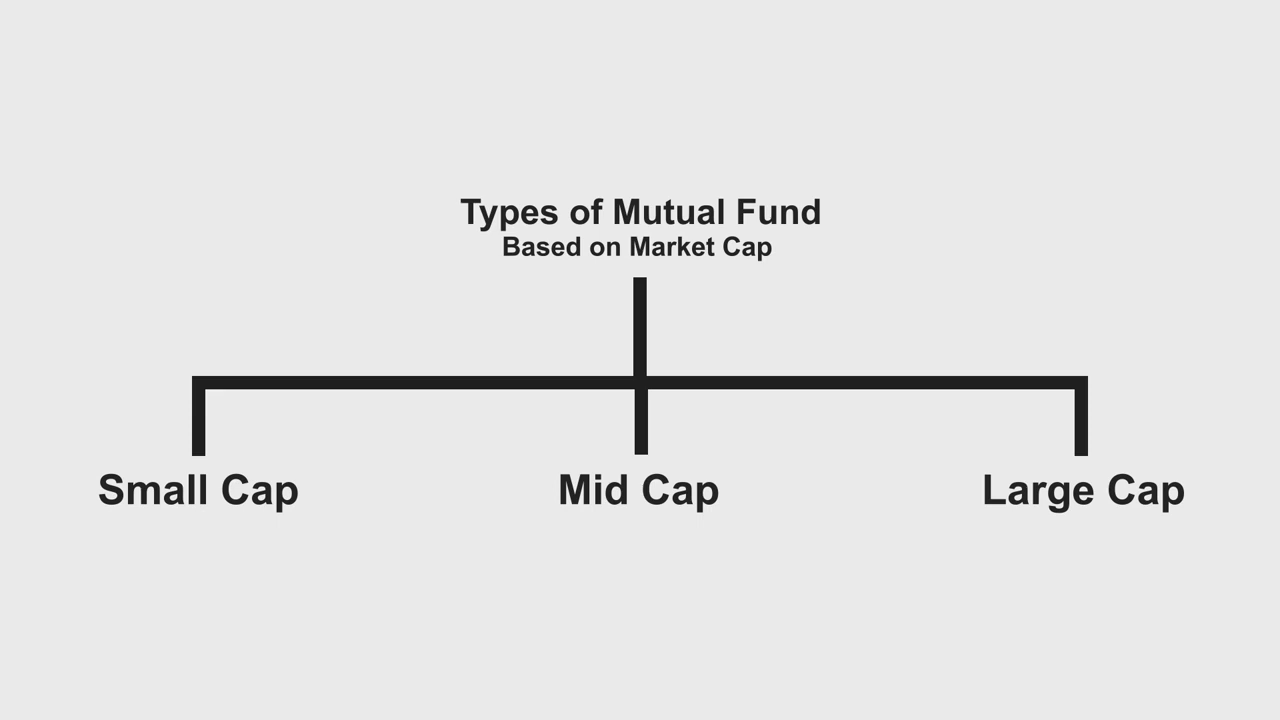 Types of Mutual Fund
Based on Market Cap
Small Cap
Mid Cap
Large Cap